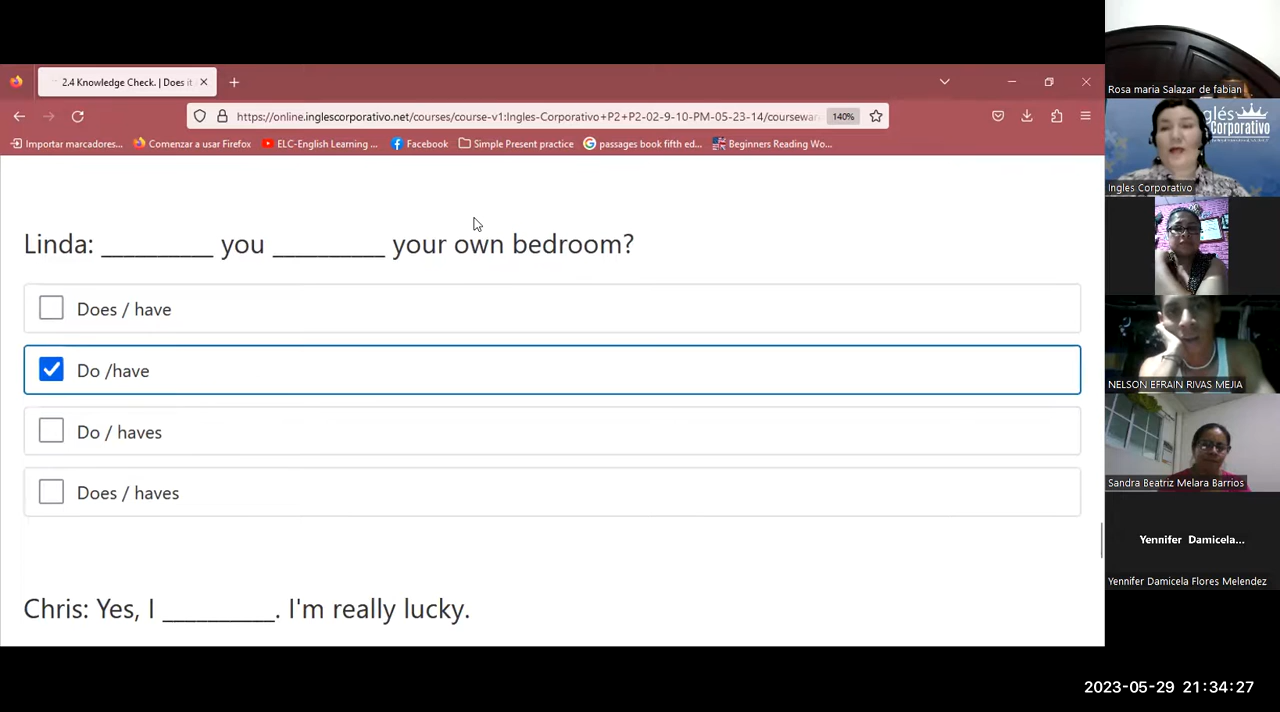 2.4 Knowledge Check. | Does it
https://online.inglescorporativo.net/courses/course-v1:Ingles-Corporativo+P2+P2-02-9-10-PM-05-23-14/coursewar
140%
Importar marcadores...
Comenzar a usar Firefox
ELC-English Learning ...
Facebook
Simple Present practice
passages book fifth ed...
Beginners Reading Wo...
Linda: __________ you __________ your own bedroom?
Does / have
Do /have
Do / haves
Does / haves
Chris: Yes, I __________. I'm really lucky.
Rosa maria Salazar de fabian
Inglés
Corporativo
Ingles Corporativo
NELSON EFRAIN RIVAS MEJIA
Sandra Beatriz Melara Barrios
Yennifer Damicela...
Yennifer Damicela Flores Melendez
2023-05-29 21:34:27